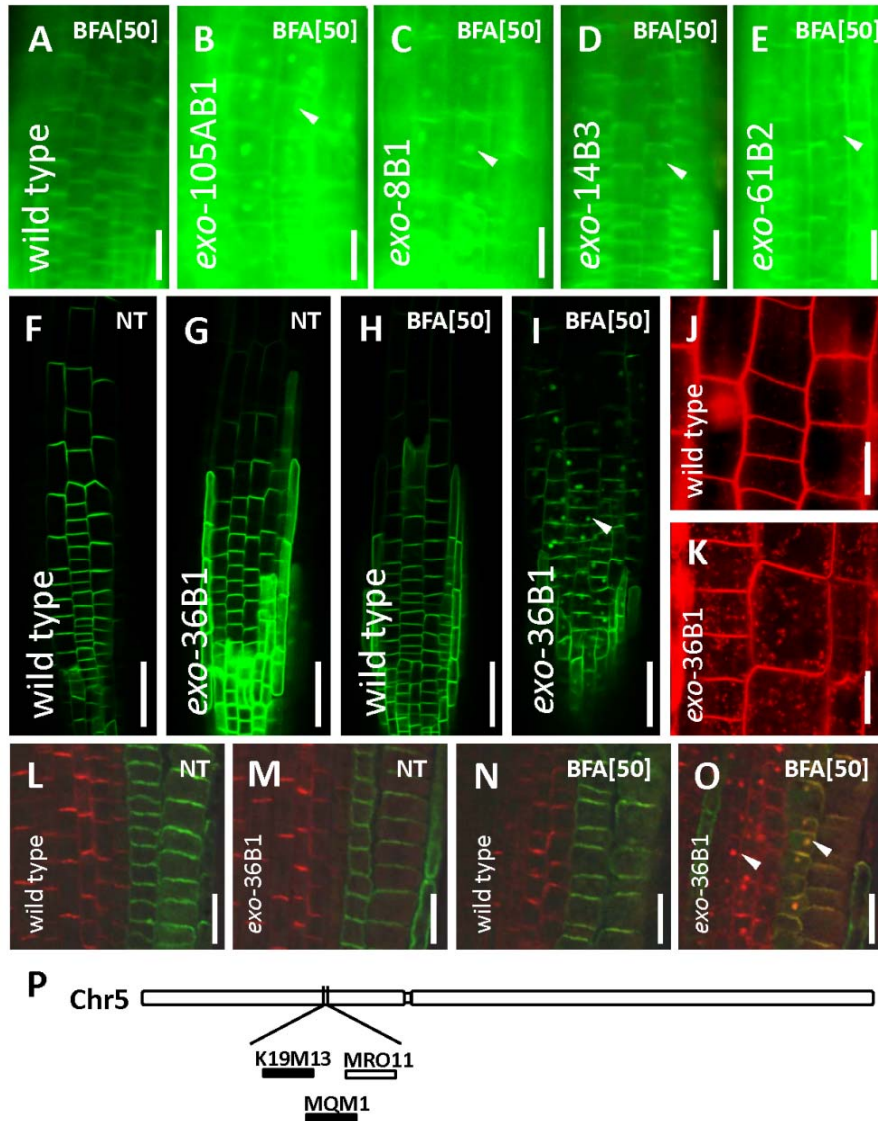 A BFA[50]
wild type
B BFA[50]
exo-105AB1
C BFA[50]
exo-8B1
D BFA[50]
exo-14B3
E BFA[50]
exo-61B2
F NT
wild type
G NT
exo-36B1
H BFA[50]
wild type
I BFA[50]
exo-36B1
J
wild type
K
exo-36B1
L NT
wild type
M NT
exo-36B1
N BFA[50]
wild type
O BFA[50]
exo-36B1
P
Chr5
K19M13 MRO11
MQM1